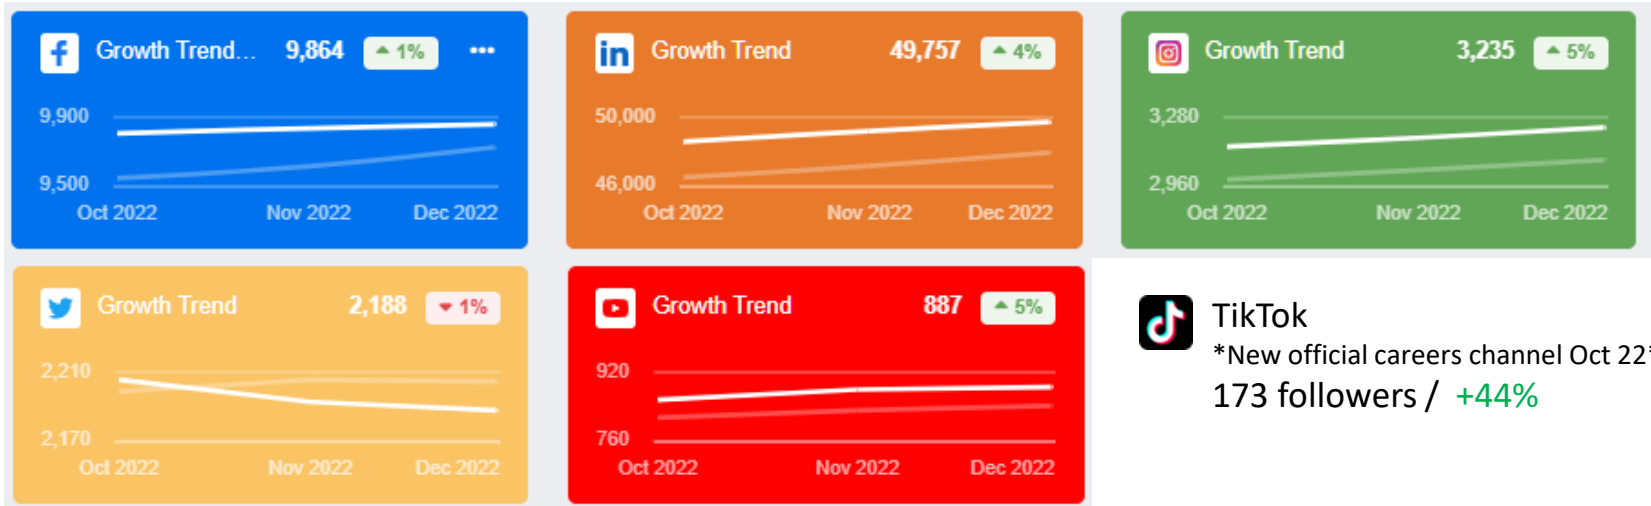 Growth Trend... 9,864 1% •••
9,900
9,500
Oct 2022 Nov 2022 Dec 2022
in Growth Trend 49,757 4%
50,000
46,000
Oct 2022 Nov 2022 Dec 2022
Growth Trend 3,235 5%
3,280
2,960
Oct 2022 Nov 2022 Dec 2022
Growth Trend 2,188 1%
2,210
2,170
Oct 2022 Nov 2022 Dec 2022
Growth Trend 887 5%
920
760
Oct 2022 Nov 2022 Dec 2022
TikTok
*New official careers channel Oct 22*
173 followers / +44%